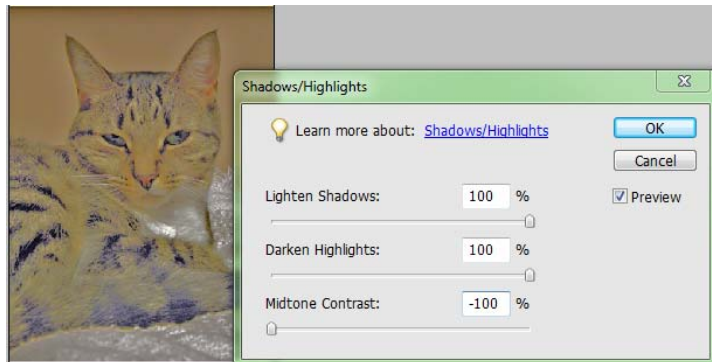 Shadows/Highlights
Learn more about: Shadows/Highlights
OK
Cancel
Lighten Shadows: 100 %
Preview
Darken Highlights: 100 %
Midtone Contrast: -100 %